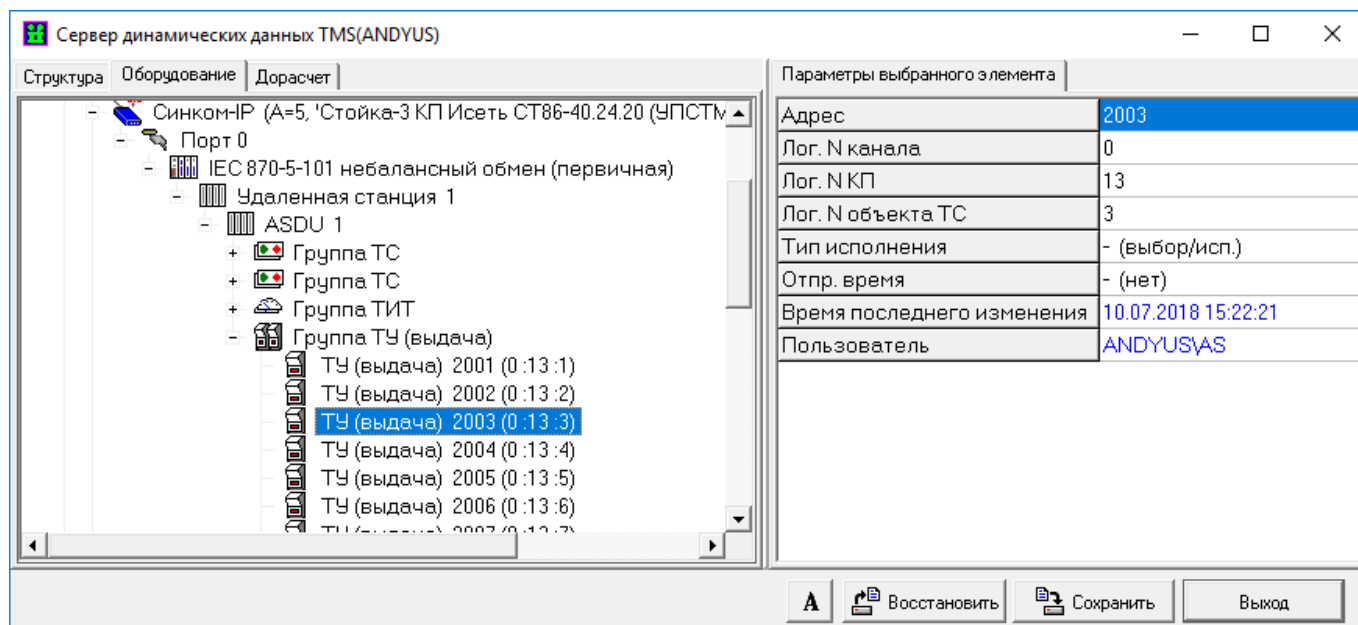 Сервер динамических данных TMS(ANDYUS)
Структура Оборудование Дорасчет
Синком-IP (A=5, 'Стойка-3 КП Исеть СТ86-40.24.20 (УПСТМ
Порт 0
IEC 870-5-101 небалансный обмен (первичная)
Удаленная станция 1
ASDU 1
Группа ТС
Группа ТС
Группа ТИТ
Группа ТУ (выдача)
ТУ (выдача) 2001 (0 :13 :1)
ТУ (выдача) 2002 (0 :13 :2)
ТУ (выдача) 2003 (0 :13 :3)
ТУ (выдача) 2004 (0 :13 :4)
ТУ (выдача) 2005 (0 :13 :5)
ТУ (выдача) 2006 (0 :13 :6)
ТУ (выдача) 2007 (0 :13 :7)
Параметры выбранного элемента
Адрес 2003
Лог. N канала 0
Лог. N КП 13
Лог. N объекта ТС 3
Тип исполнения - (выбор/исп.)
Отпр. время - (нет)
Время последнего изменения 10.07.2018 15:22:21
Пользователь ANDYUS\AS
A Восстановить Сохранить Выход